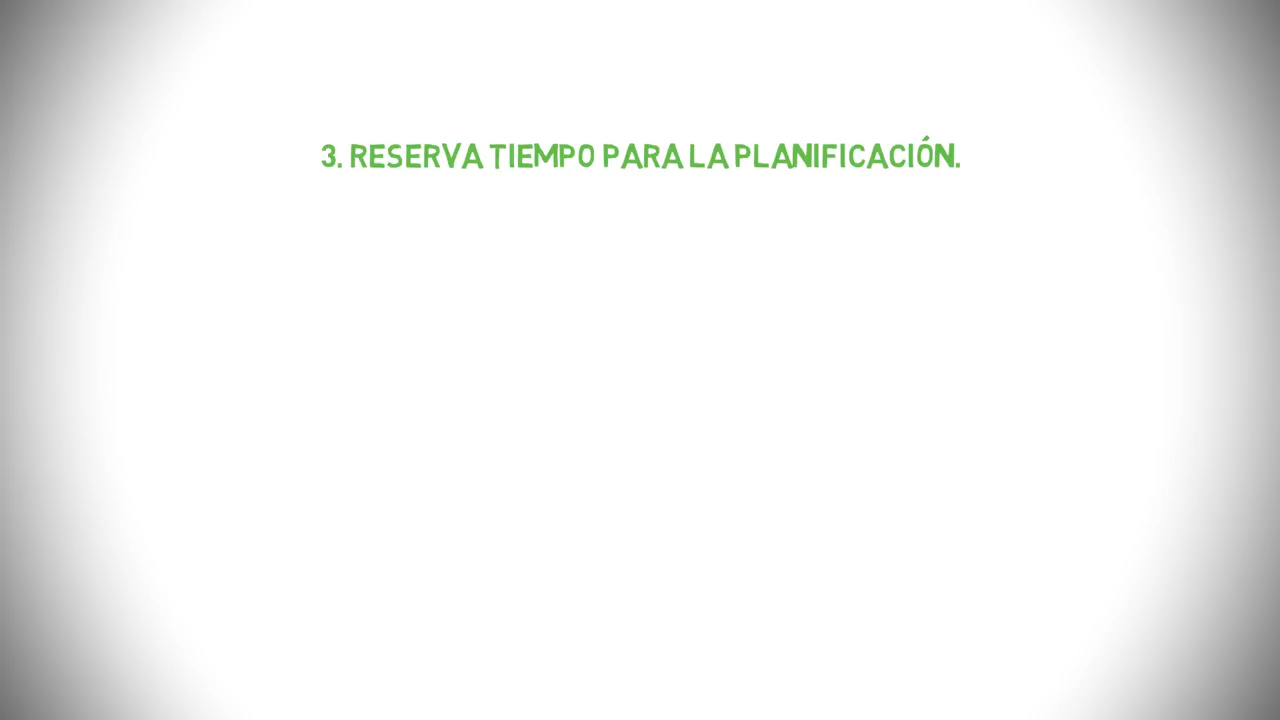 3. RESERVA TIEMPO PARA LA PLANIFICACIÓN.